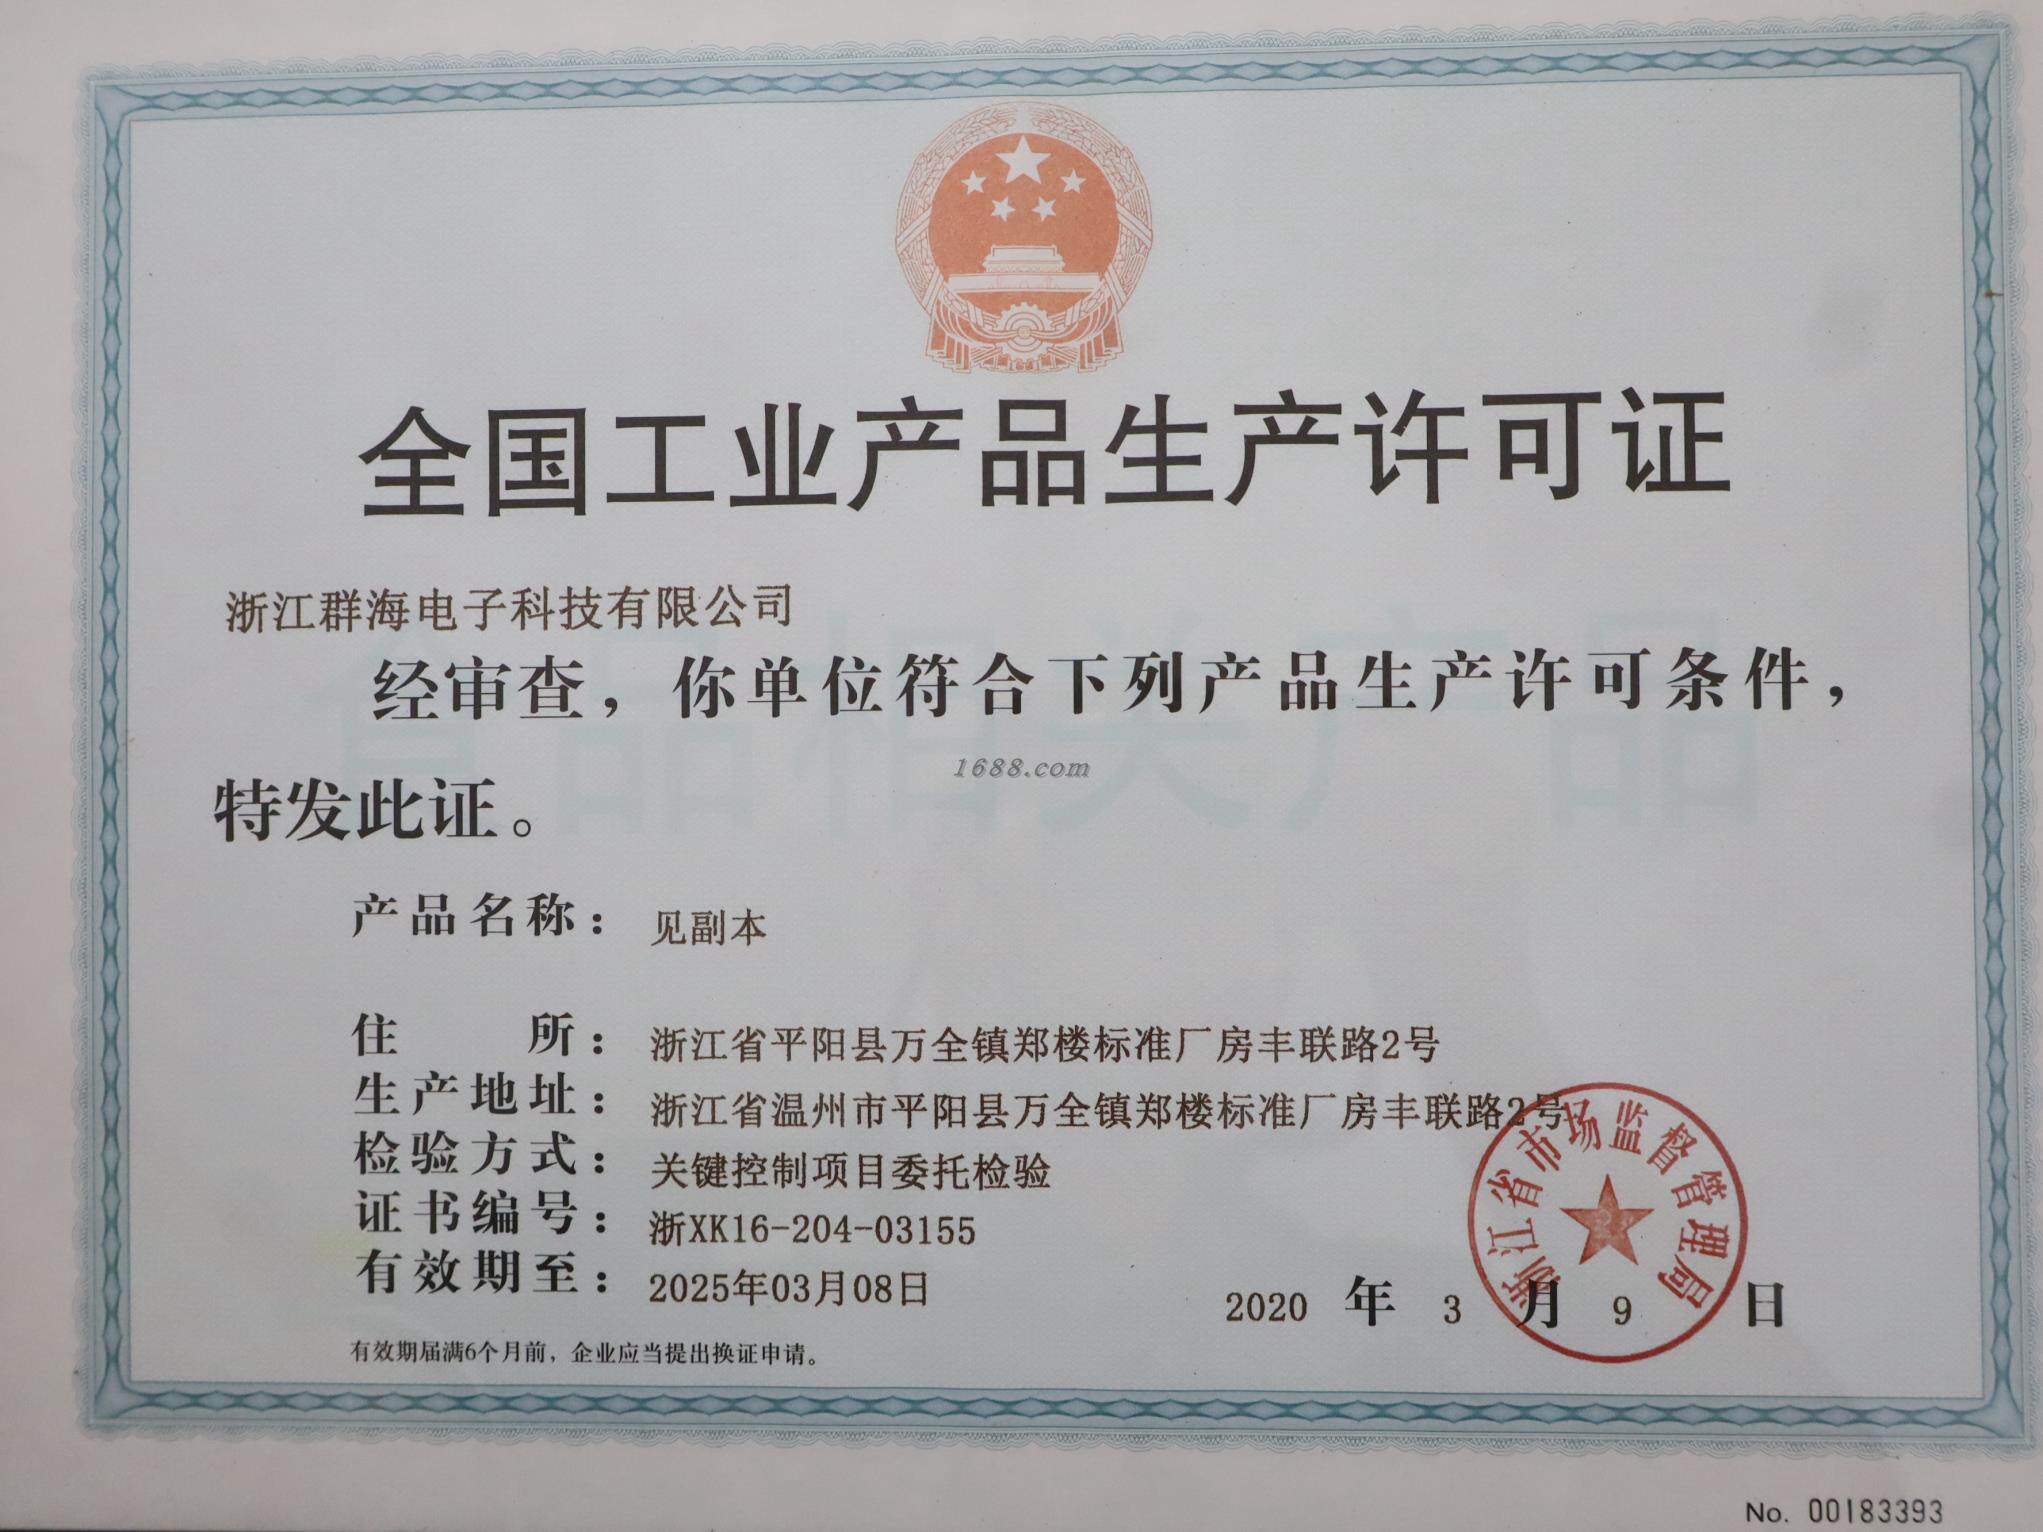 全国工业产品生产许可证
浙江群海电子科技有限公司
经审查，你单位符合下列产品生产许可条件，
1688.com
特发此证。
食品相关产品
产品名称： 见副本
住所： 浙江省平阳县万全镇郑楼标准厂房丰联路2号
生产地址： 浙江省温州市平阳县万全镇郑楼标准厂房丰联路2号
检验方式： 关键控制项目委托检验
证书编号： 浙XK16-204-03155
有效期至： 2025年03月08日
浙江省市场监督管理局
2020 年 3 月 9 日
有效期届满6个月前，企业应当提出换证申请。
No. 00183393